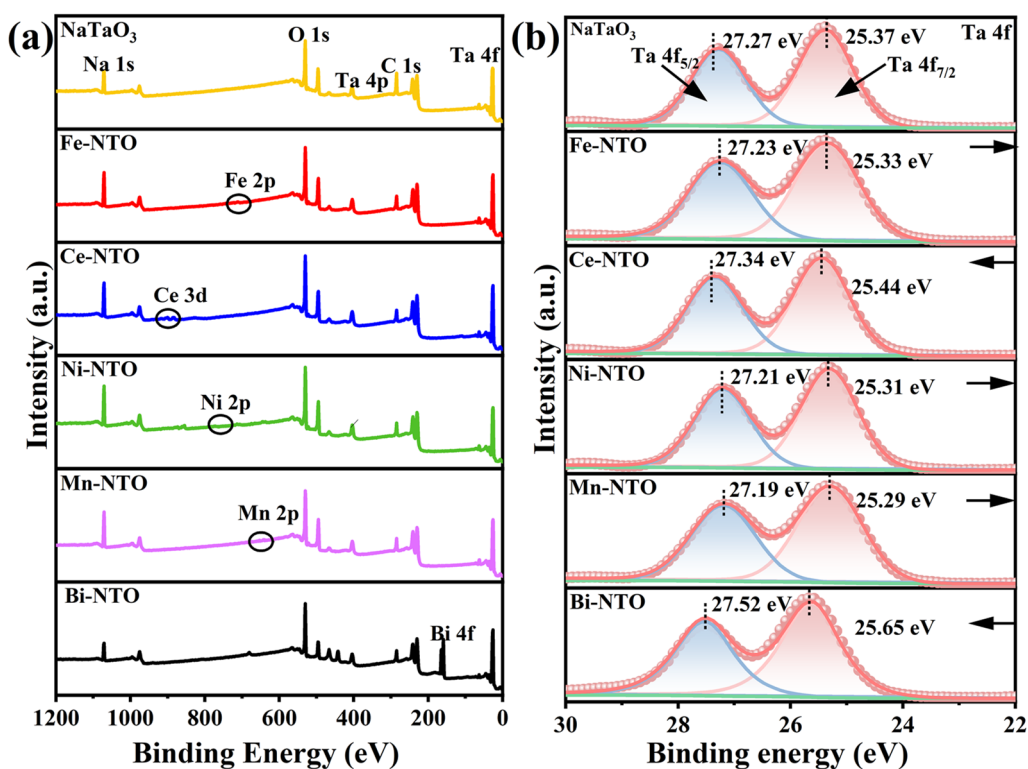 (a)
NaTaO₃
Na 1s
O 1s
Ta 4p
C 1s
Ta 4f
Fe-NTO
Fe 2p
Ce-NTO
Ce 3d
Ni-NTO
Ni 2p
Mn-NTO
Mn 2p
Bi-NTO
Bi 4f
Intensity (a.u.)
1200 1000 800 600 400 200 0
Binding Energy (eV)
(b)
NaTaO₃
27.27 eV
25.37 eV
Ta 4f
Ta 4f5/2
Ta 4f7/2
Fe-NTO
27.23 eV
25.33 eV
Ce-NTO
27.34 eV
25.44 eV
Ni-NTO
27.21 eV
25.31 eV
Mn-NTO
27.19 eV
25.29 eV
Bi-NTO
27.52 eV
25.65 eV
Intensity (a.u.)
30 28 26 24 22
Binding energy (eV)